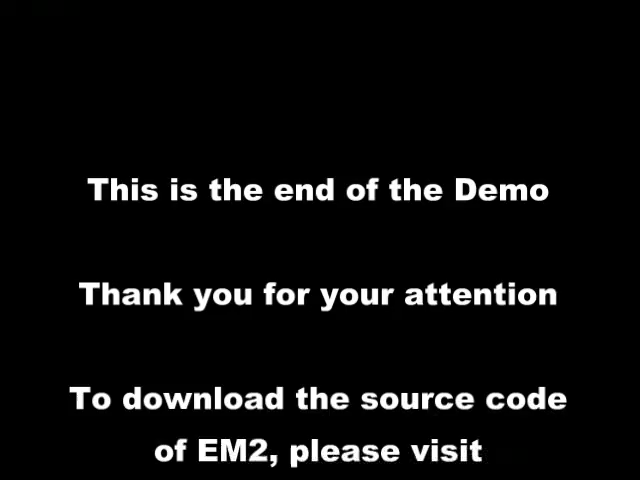 This is the end of the Demo
Thank you for your attention
To download the source code
of EM2, please visit